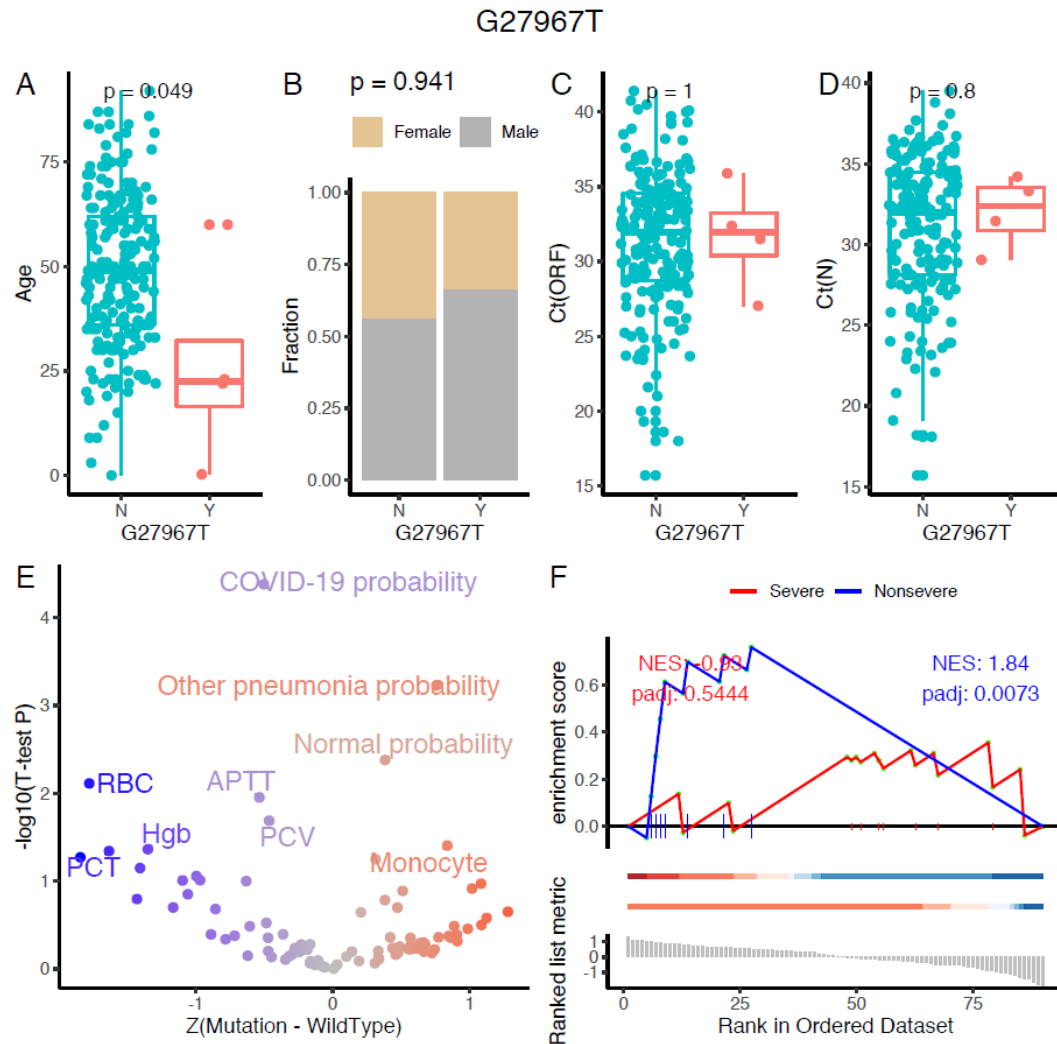 G27967T
A
p = 0.049
Age
75
50
25
0
N Y
G27967T
B
p = 0.941
Female Male
Fraction
1.00
0.75
0.50
0.25
0.00
N Y
G27967T
C
p = 1
Ct(ORF)
40
35
30
25
20
15
N Y
G27967T
D
p = 0.8
Ct(N)
40
35
30
25
20
15
N Y
G27967T
E
COVID-19 probability
Other pneumonia probability
Normal probability
RBC
APTT
PCV
Hgb
PCT
Monocyte
-log10(T-test P)
4
3
2
1
0
-1 0 1
Z(Mutation - WildType)
F
Severe Nonsevere
NES: -0.93
padj: 0.5444
NES: 1.84
padj: 0.0073
enrichment score
0.6
0.4
0.2
0.0
Ranked list metric
1
0
-1
0 25 50 75
Rank in Ordered Dataset